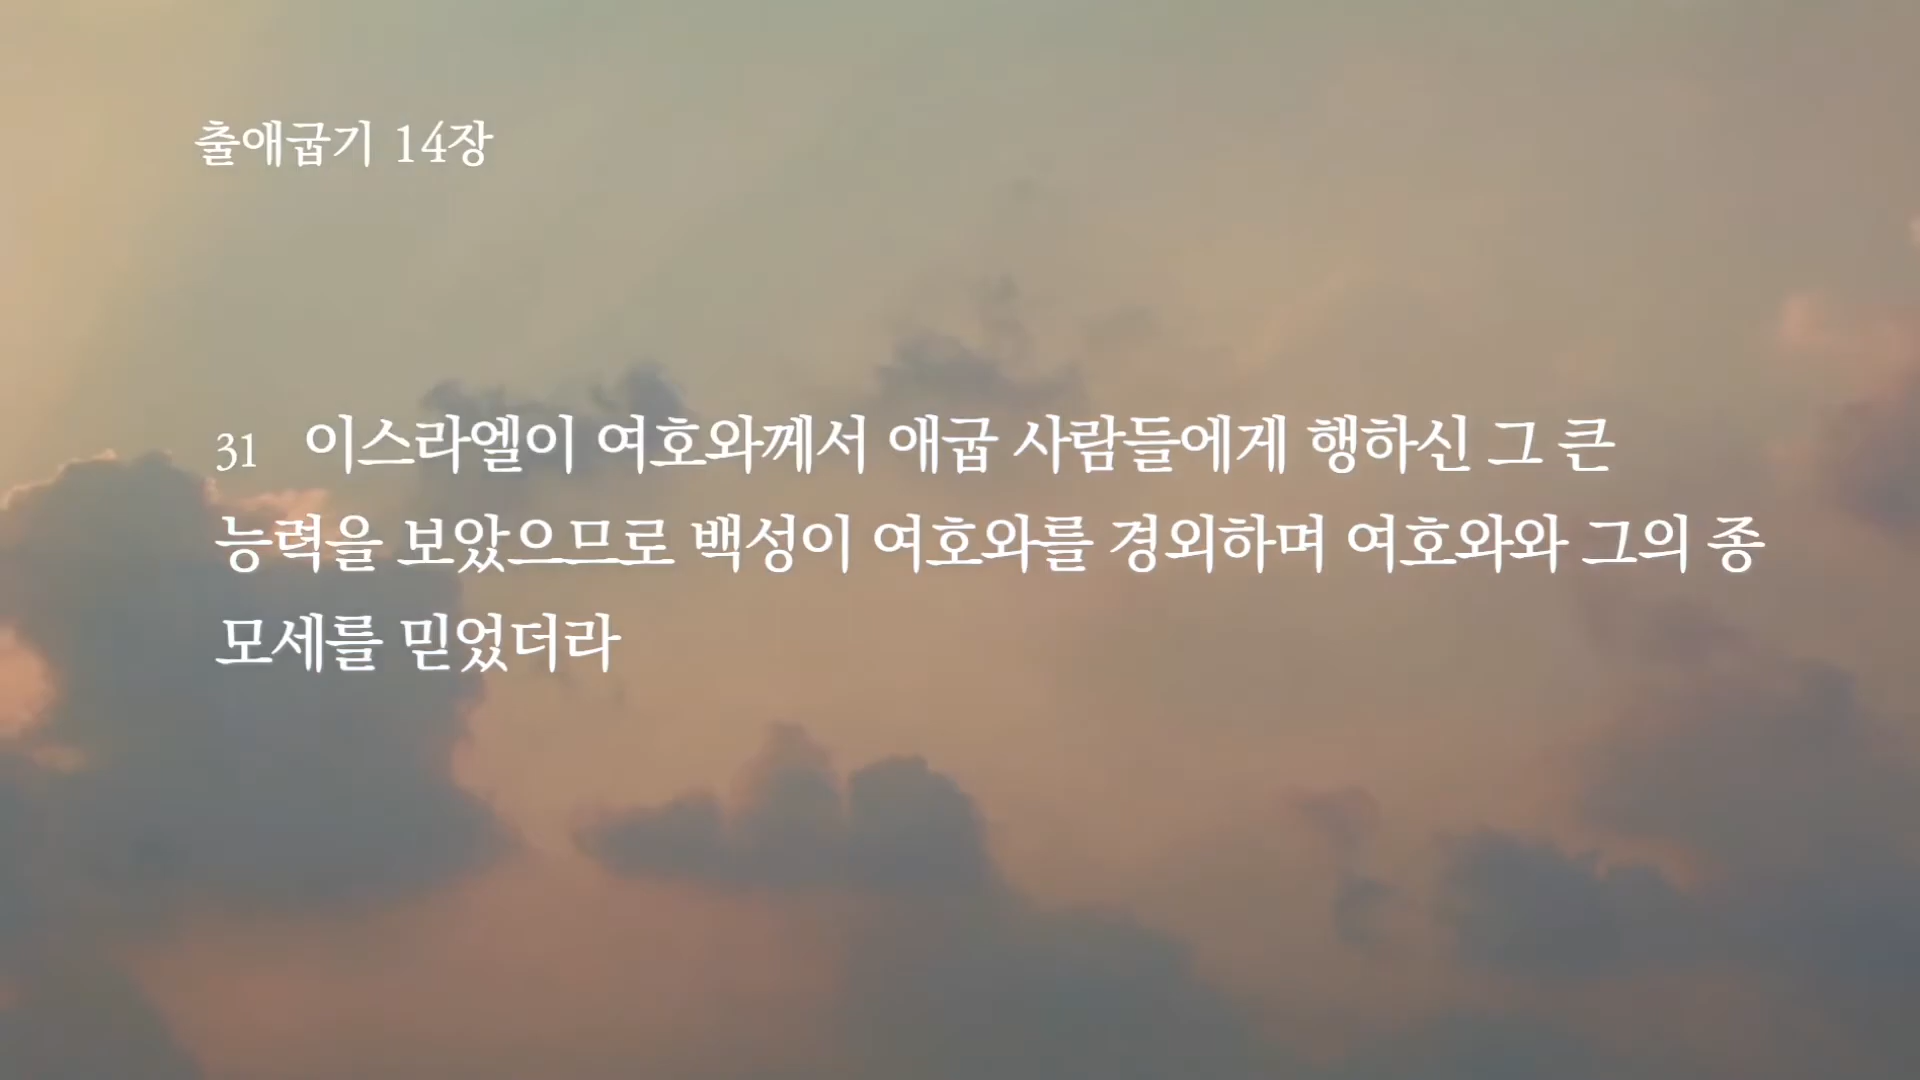 출애굽기 14장
31 이스라엘이 여호와께서 애굽 사람들에게 행하신 그 큰
능력을 보았으므로 백성이 여호와를 경외하며 여호와와 그의 종
모세를 믿었더라